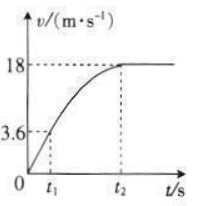 v/(m·s⁻¹)
18
3.6
0 t₁ t₂ t/s